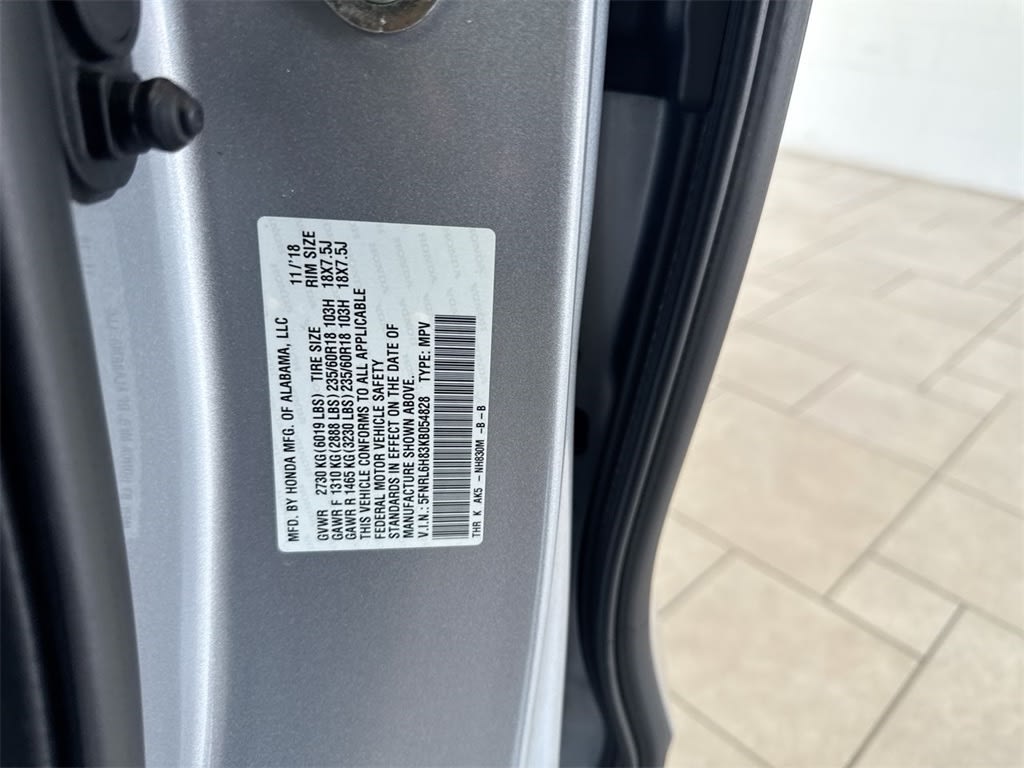 MFD. BY HONDA MFG. OF ALABAMA, LLC 11/'18
GVWR 2730 KG(6019 LBS) TIRE SIZE RIM SIZE
GAWR F 1310 KG(2888 LBS) 235/60R18 103H 18X7.5J
GAWR R 1465 KG(3230 LBS) 235/60R18 103H 18X7.5J
THIS VEHICLE CONFORMS TO ALL APPLICABLE
FEDERAL MOTOR VEHICLE SAFETY
STANDARDS IN EFFECT ON THE DATE OF
MANUFACTURE SHOWN ABOVE.
V.I.N.: 5FNRL6H83KB054828 TYPE: MPV
THR K AK5 - NH830M -B-B